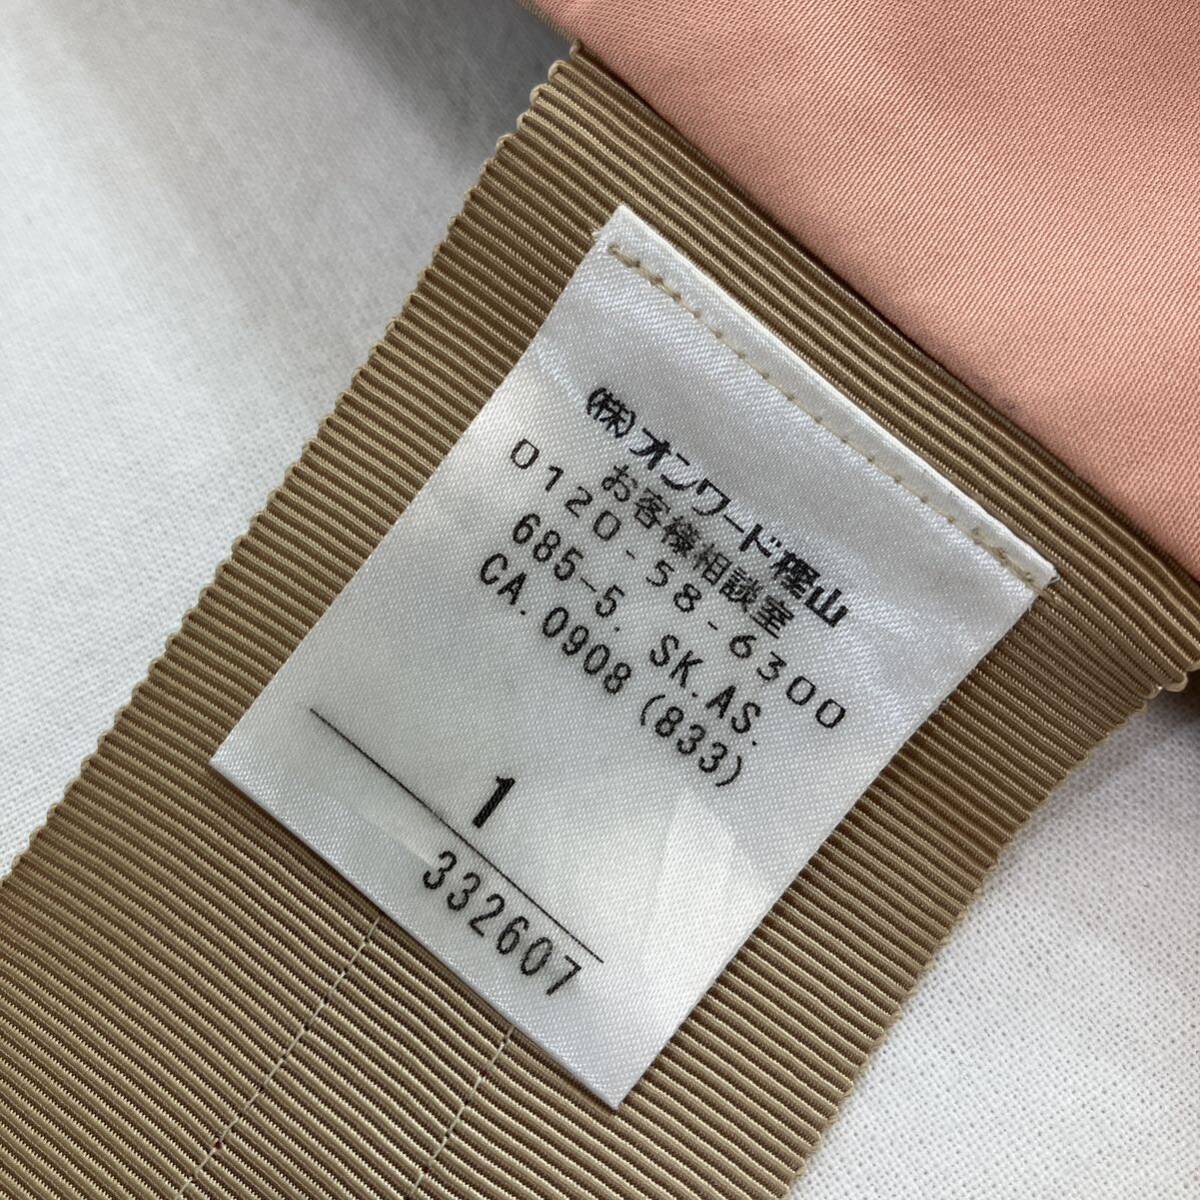 (株)オンワード樫山
お客様相談室
0120-58-6300
685-5. SK.AS.
CA.0908(833)
1
332607